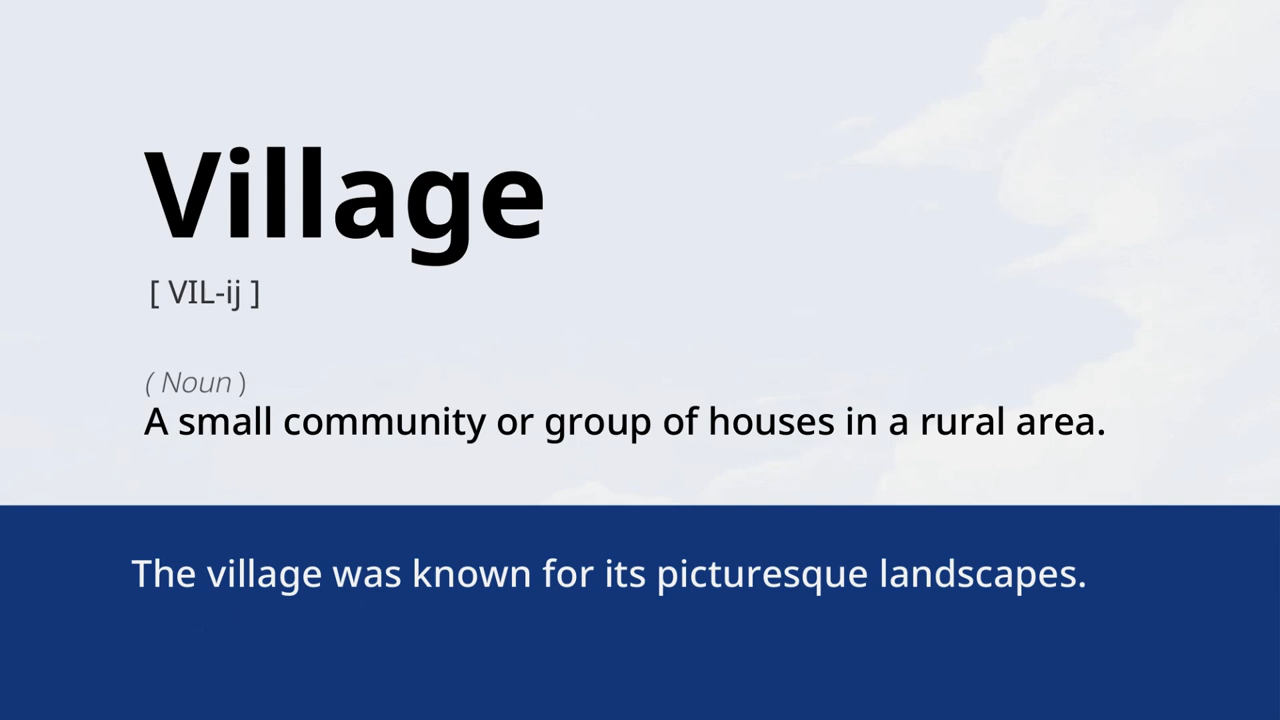 Village
[ VIL-ij ]
( Noun )
A small community or group of houses in a rural area.
The village was known for its picturesque landscapes.